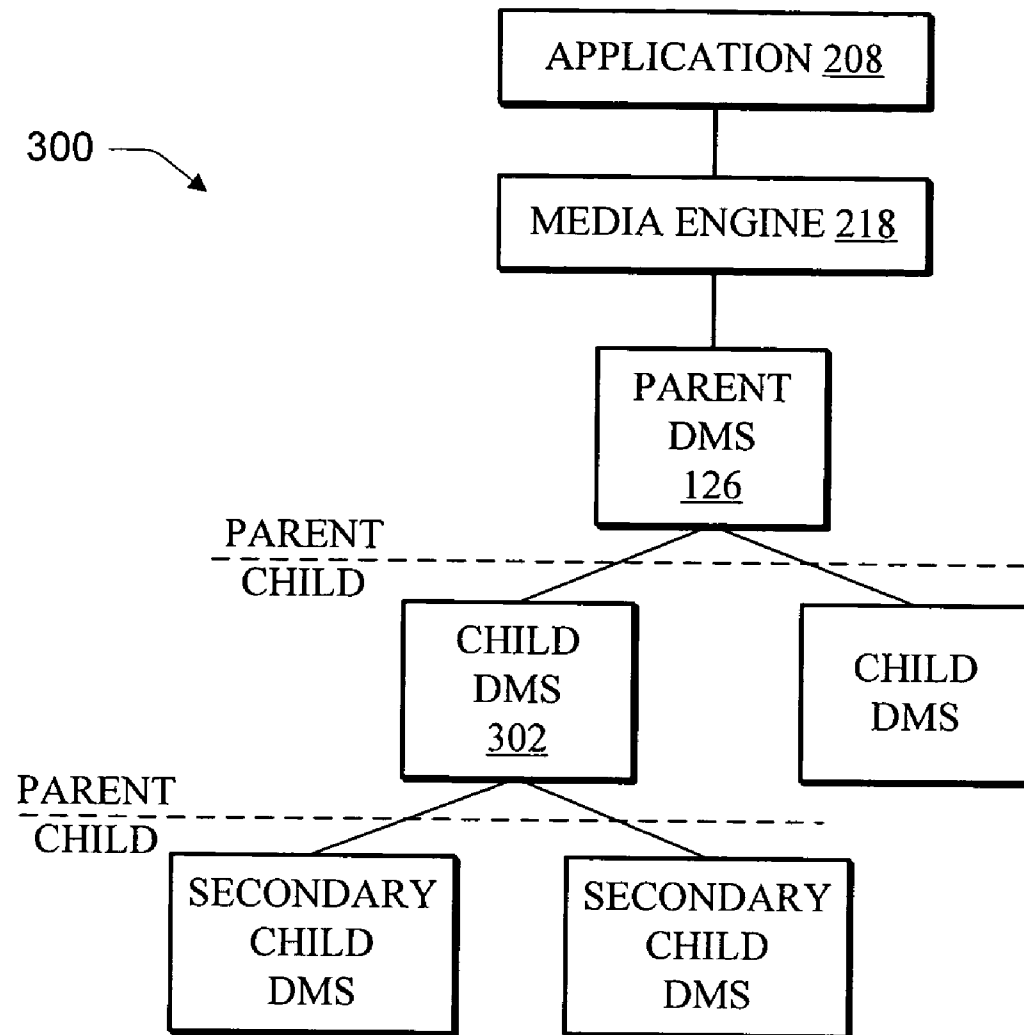 APPLICATION 208
300
MEDIA ENGINE 218
PARENT
DMS
126
PARENT
CHILD
CHILD
DMS
302
CHILD
DMS
PARENT
CHILD
SECONDARY
CHILD
DMS
SECONDARY
CHILD
DMS